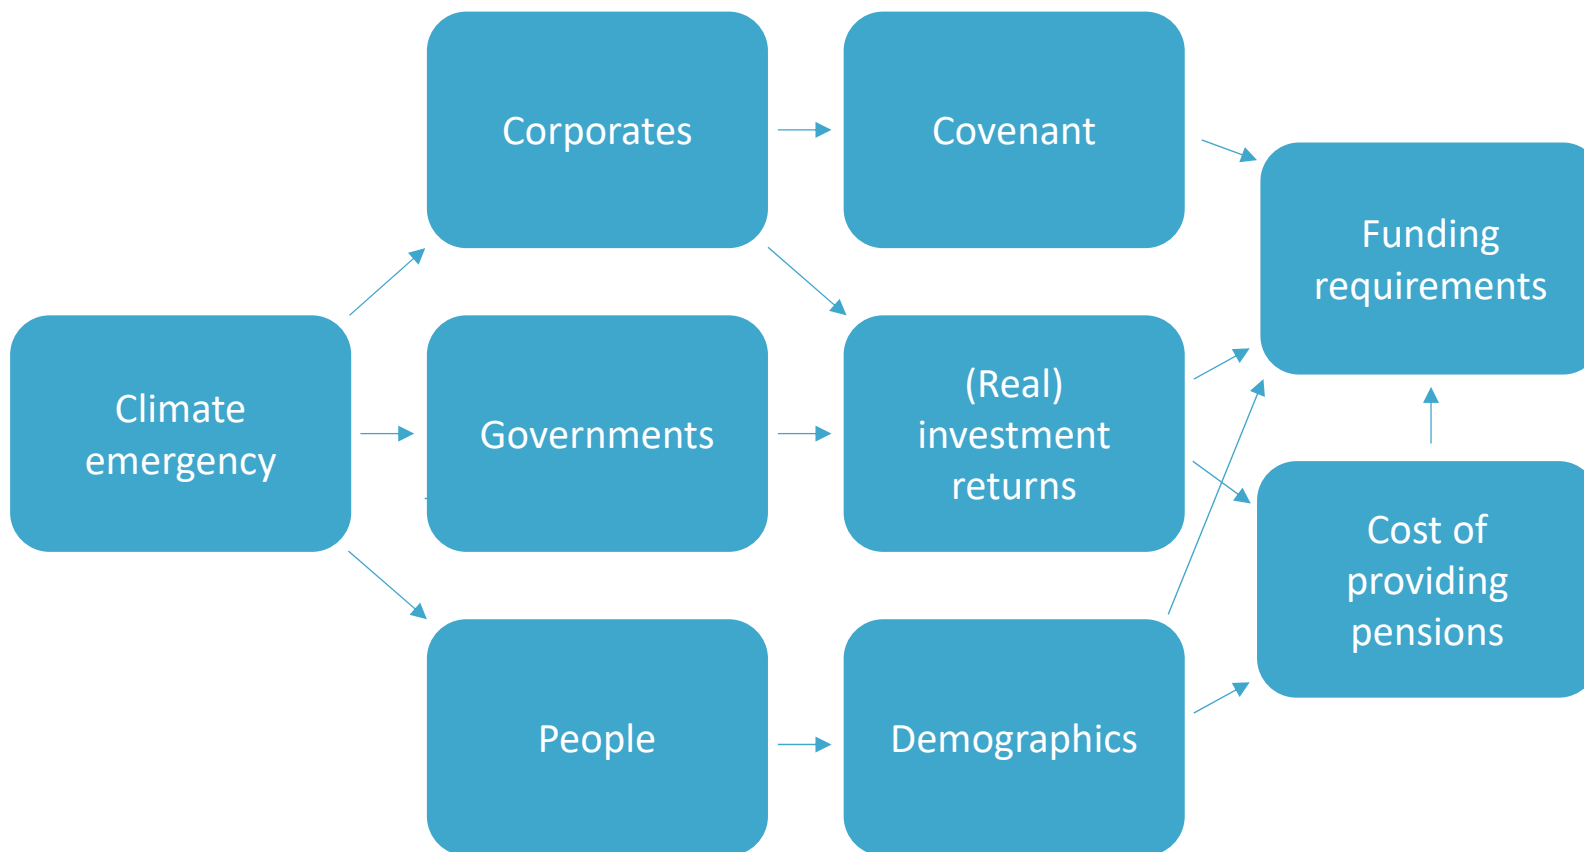 Corporates
Covenant
Funding
requirements
Climate
emergency
Governments
(Real)
investment
returns
Cost of
providing
pensions
People
Demographics